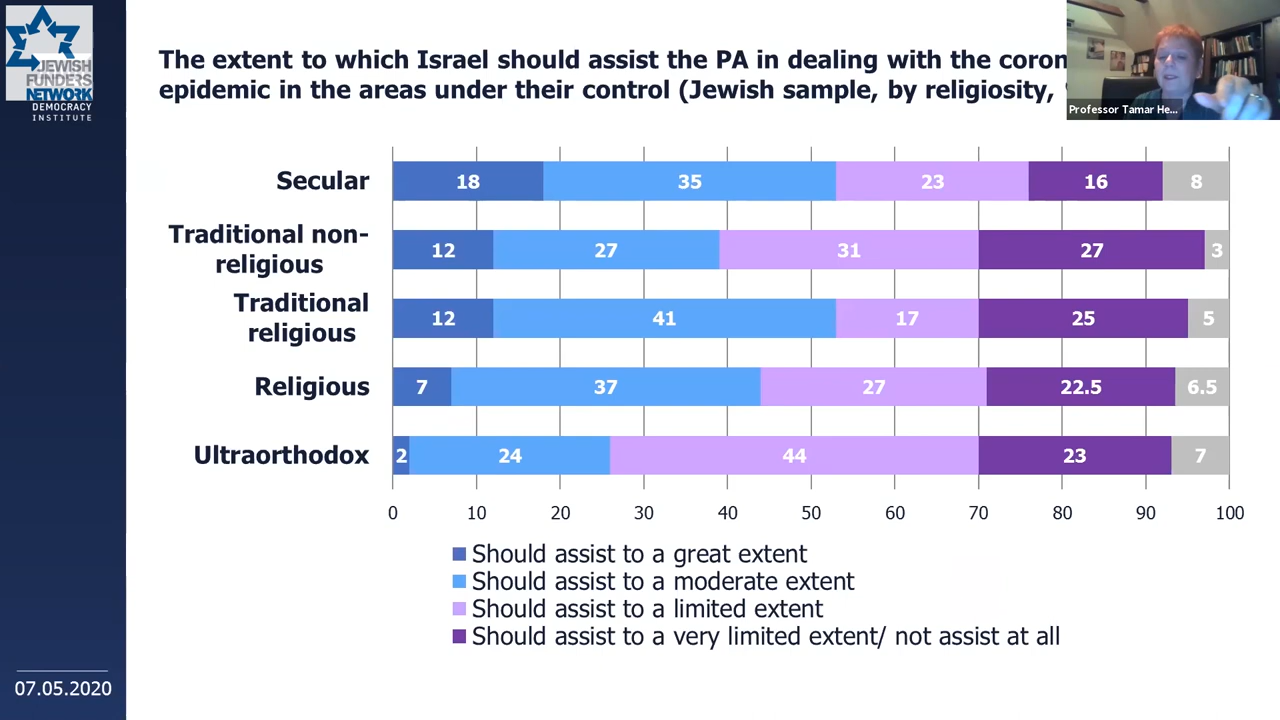 JEWISH
FUNDERS
NETWORK
DEMOCRACY
INSTITUTE
The extent to which Israel should assist the PA in dealing with the
epidemic in the areas under their control (Jewish sample, by religiosity,
Professor Tamar He...
Secular
18
35
23
16
8
Traditional non-
religious
12
27
31
27
3
Traditional
religious
12
41
17
25
5
Religious
7
37
27
22.5
6.5
Ultraorthodox
2
24
44
23
7
0
10
20
30
40
50
60
70
80
90
100
Should assist to a great extent
Should assist to a moderate extent
Should assist to a limited extent
Should assist to a very limited extent/ not assist at all
07.05.2020